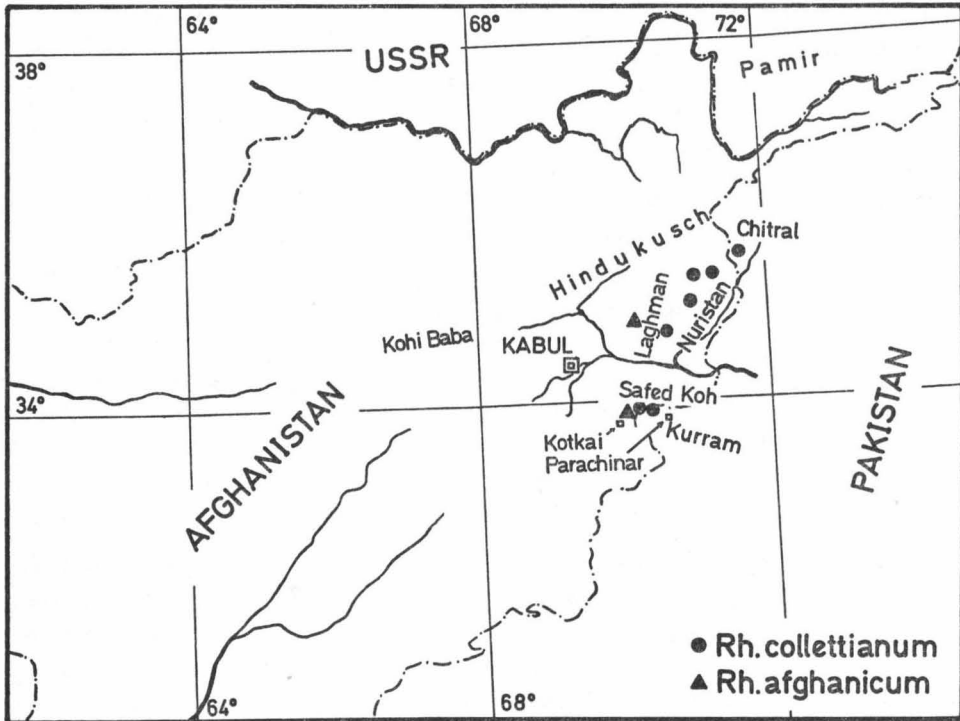 64°
68°
72°
38°
USSR
Pamir
Hindukusch
Chitral
Laghman
Nuristan
Kohi Baba
KABUL
34°
Safed Koh
Kotkai
Kurram
Parachinar
AFGHANISTAN
PAKISTAN
64°
68°
Rh. collettianum
Rh. afghanicum